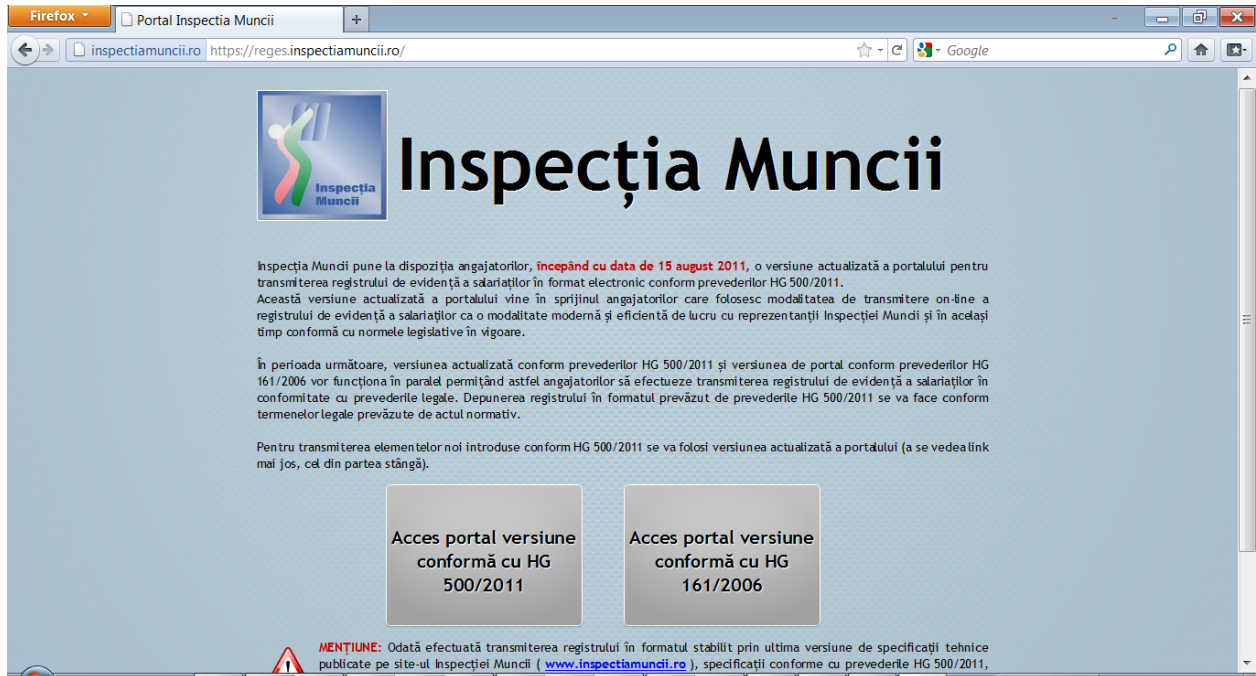 Firefox
Portal Inspectia Muncii
inspectiamuncii.ro https://reges.inspectiamuncii.ro/
Google
Inspecția
Muncii
Inspecția Muncii
Inspecția Muncii pune la dispoziția angajatorilor, începând cu data de 15 august 2011, o versiune actualizată a portalului pentru
transmiterea registrului de evidență a salariaților în format electronic conform prevederilor HG 500/2011.
Această versiune actualizată a portalului vine în sprijinul angajatorilor care folosesc modalitatea de transmitere on-line a
registrului de evidență a salariaților ca o modalitate modernă și eficientă de lucru cu reprezentanții Inspecției Muncii și în același
timp conformă cu normele legislative în vigoare.
În perioada următoare, versiunea actualizată conform prevederilor HG 500/2011 și versiunea de portal conform prevederilor HG
161/2006 vor funcționa în paralel permițând astfel angajatorilor să efectueze transmiterea registrului de evidență a salariaților în
conformitate cu prevederile legale. Depunerea registrului în formatul prevăzut de prevederile HG 500/2011 se va face conform
termenelor legale prevăzute de actul normativ.
Pentru transmiterea elementelor noi introduse conform HG 500/2011 se va folosi versiunea actualizată a portalului (a se vedea link
mai jos, cel din partea stângă).
Acces portal versiune
conformă cu HG
500/2011
Acces portal versiune
conformă cu HG
161/2006
MENȚIUNE: Odată efectuată transmiterea registrului în formatul stabilit prin ultima versiune de specificații tehnice
publicate pe site-ul Inspecției Muncii ( www.inspectiamuncii.ro ), specificații conforme cu prevederile HG 500/2011,